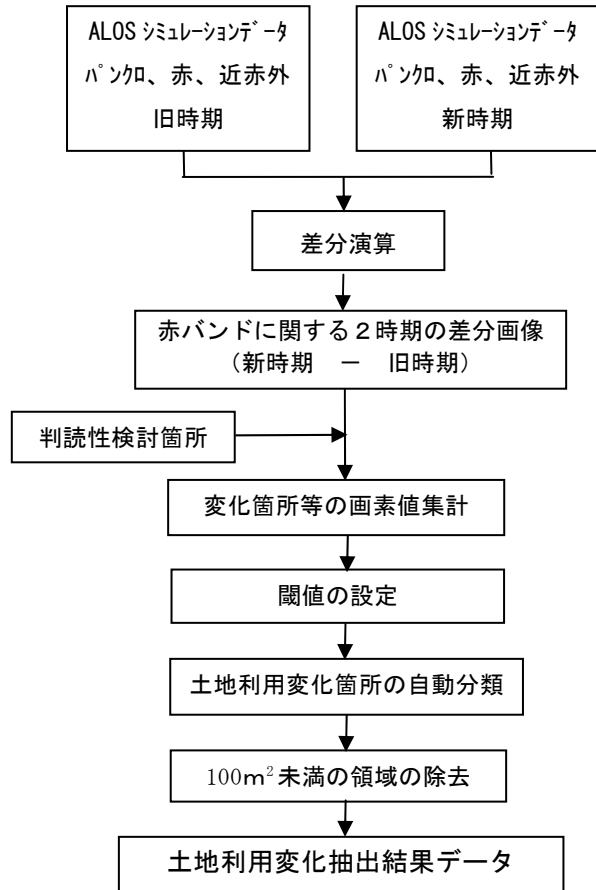 ALOS ｼﾐｭﾚｰｼｮﾝﾃﾞｰﾀ
ﾊﾟﾝｸﾛ、赤、近赤外
旧時期
ALOS ｼﾐｭﾚｰｼｮﾝﾃﾞｰﾀ
ﾊﾟﾝｸﾛ、赤、近赤外
新時期
差分演算
赤バンドに関する２時期の差分画像
（新時期　－　旧時期）
判読性検討箇所
変化箇所等の画素値集計
閾値の設定
土地利用変化箇所の自動分類
100ｍ²未満の領域の除去
土地利用変化抽出結果データ